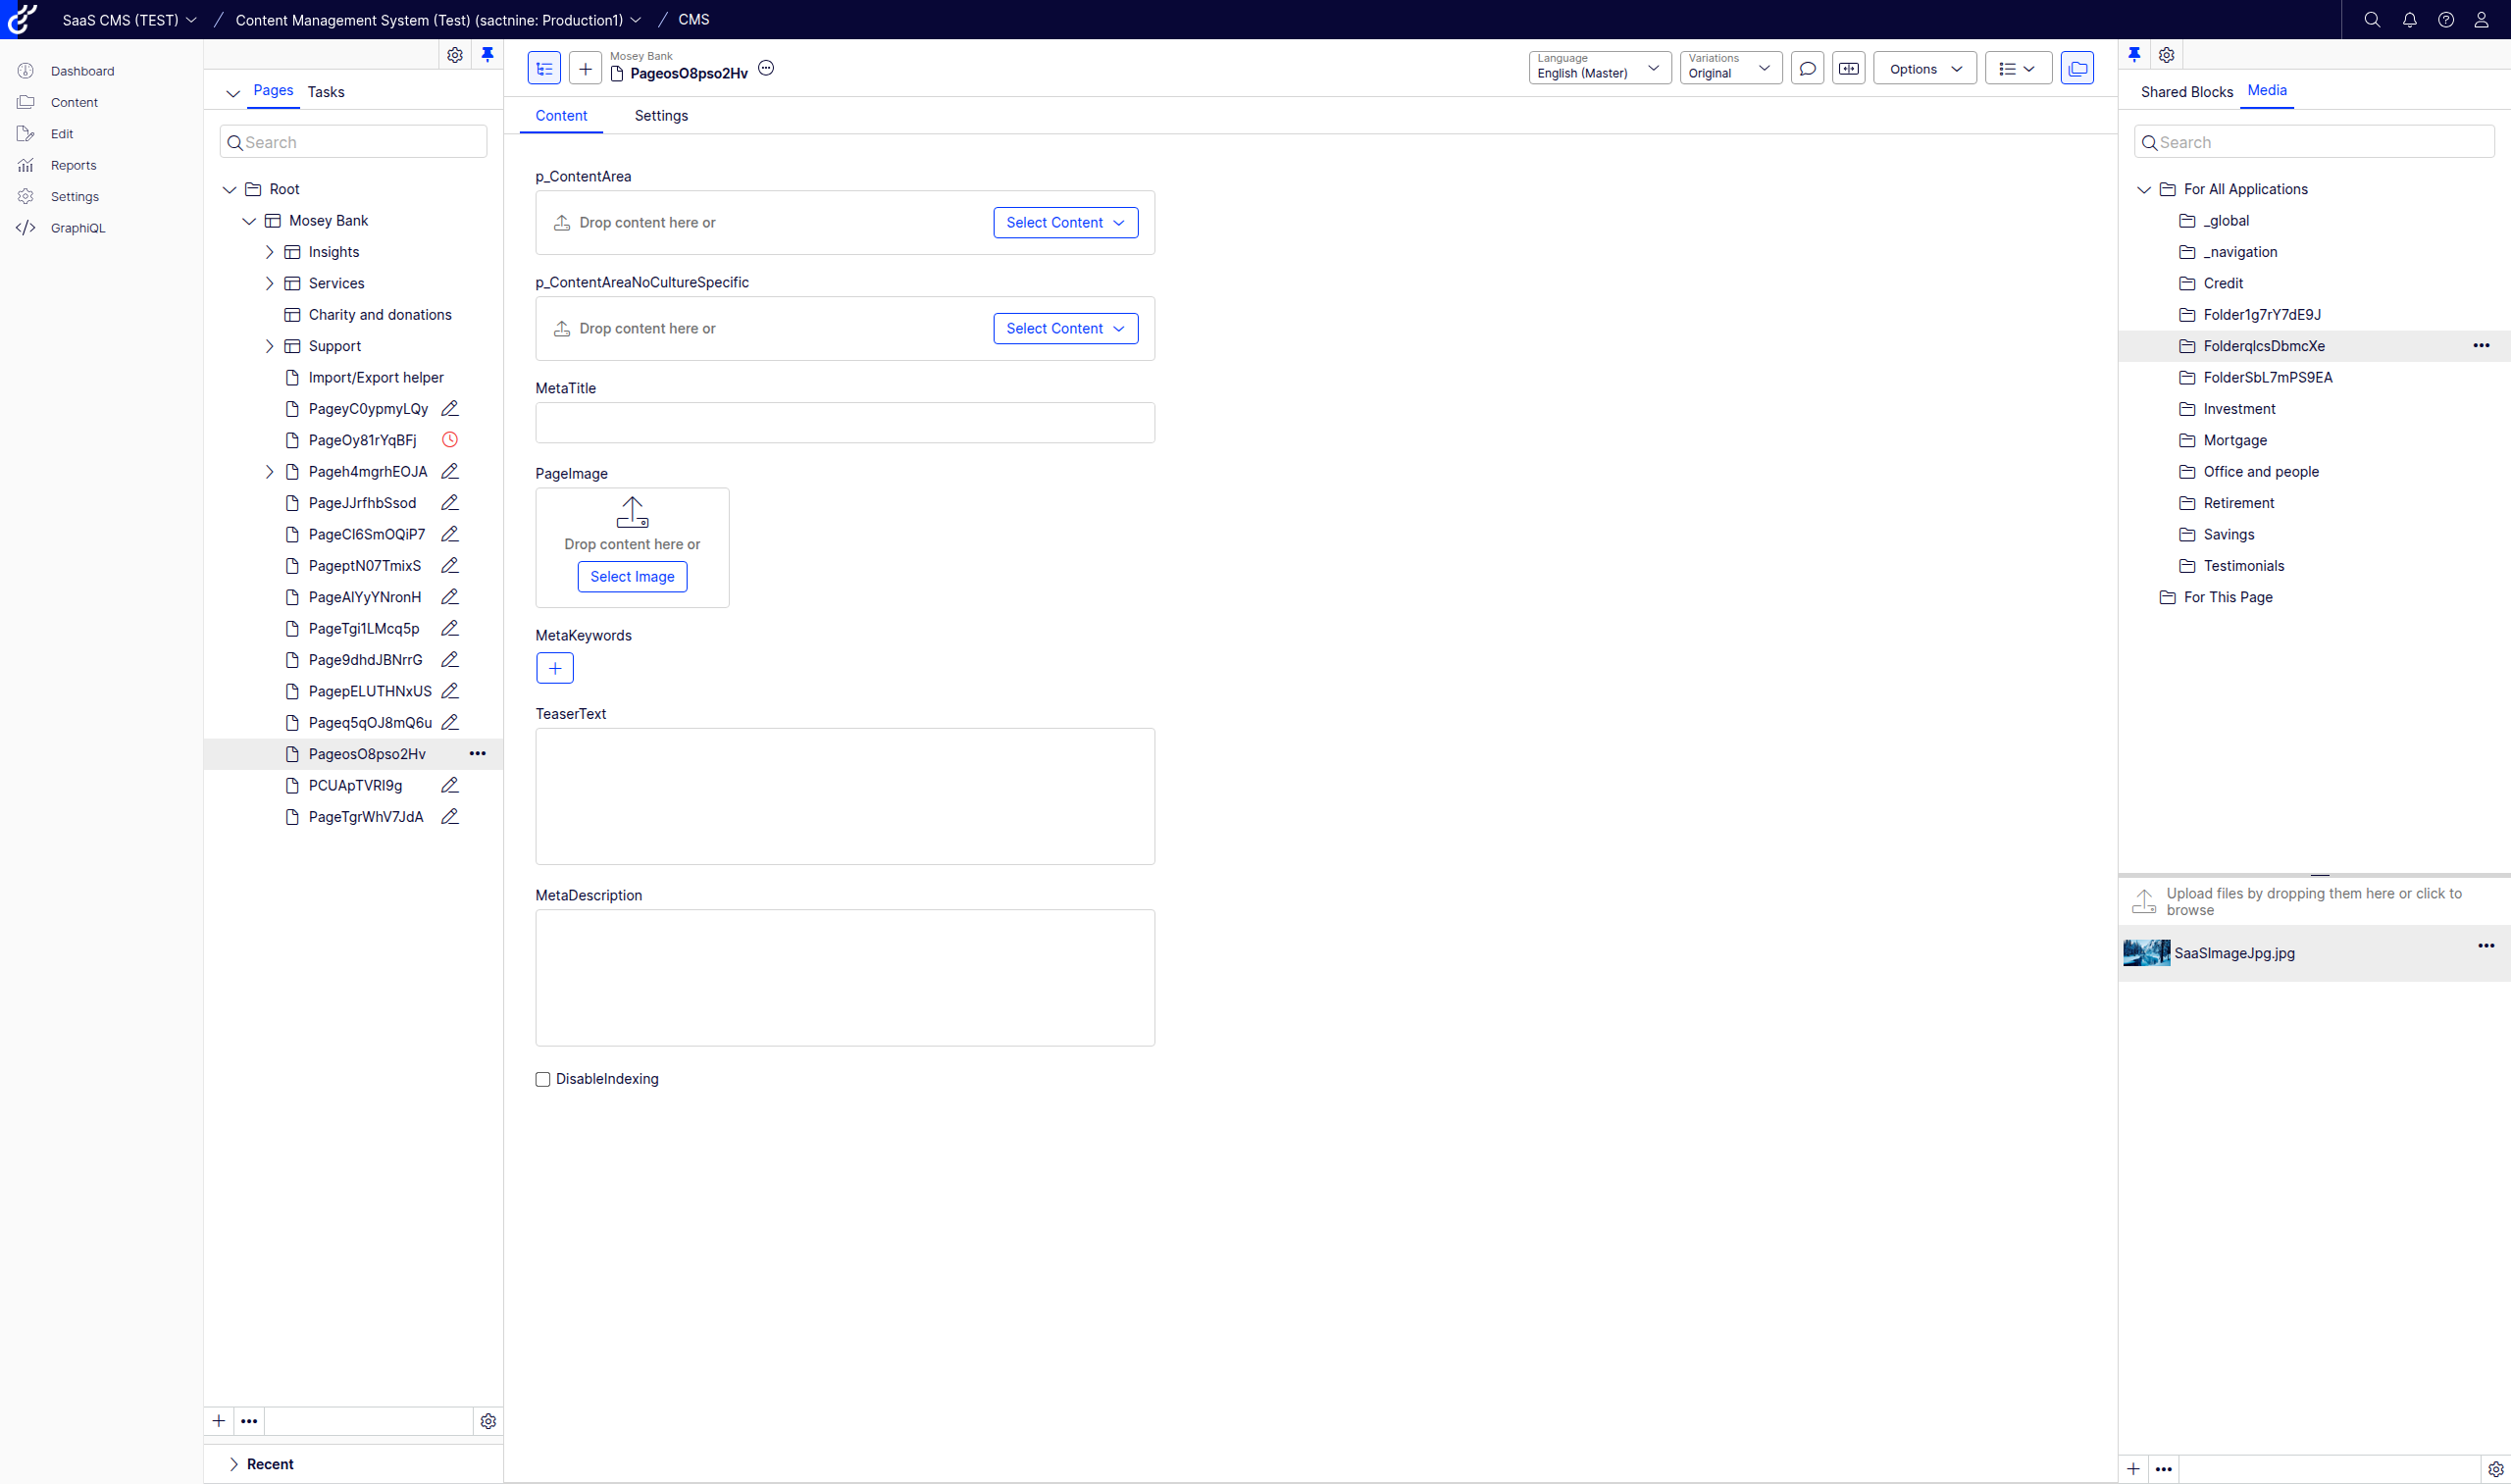 SaaS CMS (TEST)
Content Management System (Test) (sactnine: Production1)
CMS
Dashboard
Content
Edit
Reports
Settings
GraphiQL
Pages
Tasks
Search
Root
Mosey Bank
Insights
Services
Charity and donations
Support
Import/Export helper
PageyC0ypmyLQy
PageOy81rYqBFj
Pageh4mgrhEOJA
PageJJrfhbSsod
PageCl6SmOQiP7
PageptN07TmixS
PageAlYyYNronH
PageTgi1LMcq5p
Page9dhdJBNrrG
PagepELUTHNxUS
Pageq5qOJ8mQ6u
PageosO8pso2Hv
PCUApTVRl9g
PageTgrWhV7JdA
Recent
Mosey Bank
PageosO8pso2Hv
Language
English (Master)
Variations
Original
Options
Content
Settings
p_ContentArea
Drop content here or
Select Content
p_ContentAreaNoCultureSpecific
Drop content here or
Select Content
MetaTitle
PageImage
Drop content here or
Select Image
MetaKeywords
TeaserText
MetaDescription
DisableIndexing
Shared Blocks
Media
Search
For All Applications
_global
_navigation
Credit
Folder1g7rY7dE9J
FolderqlcsDbmcXe
FolderSbL7mPS9EA
Investment
Mortgage
Office and people
Retirement
Savings
Testimonials
For This Page
Upload files by dropping them here or click to
browse
SaaSImageJpg.jpg